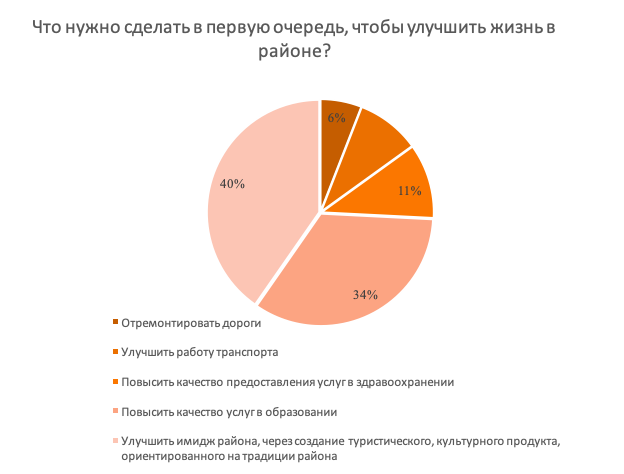 Что нужно сделать в первую очередь, чтобы улучшить жизнь в
районе?
6%
11%
40%
34%
Отремонтировать дороги
Улучшить работу транспорта
Повысить качество предоставления услуг в здравоохранении
Повысить качество услуг в образовании
Улучшить имидж района, через создание туристического, культурного продукта,
ориентированного на традиции района